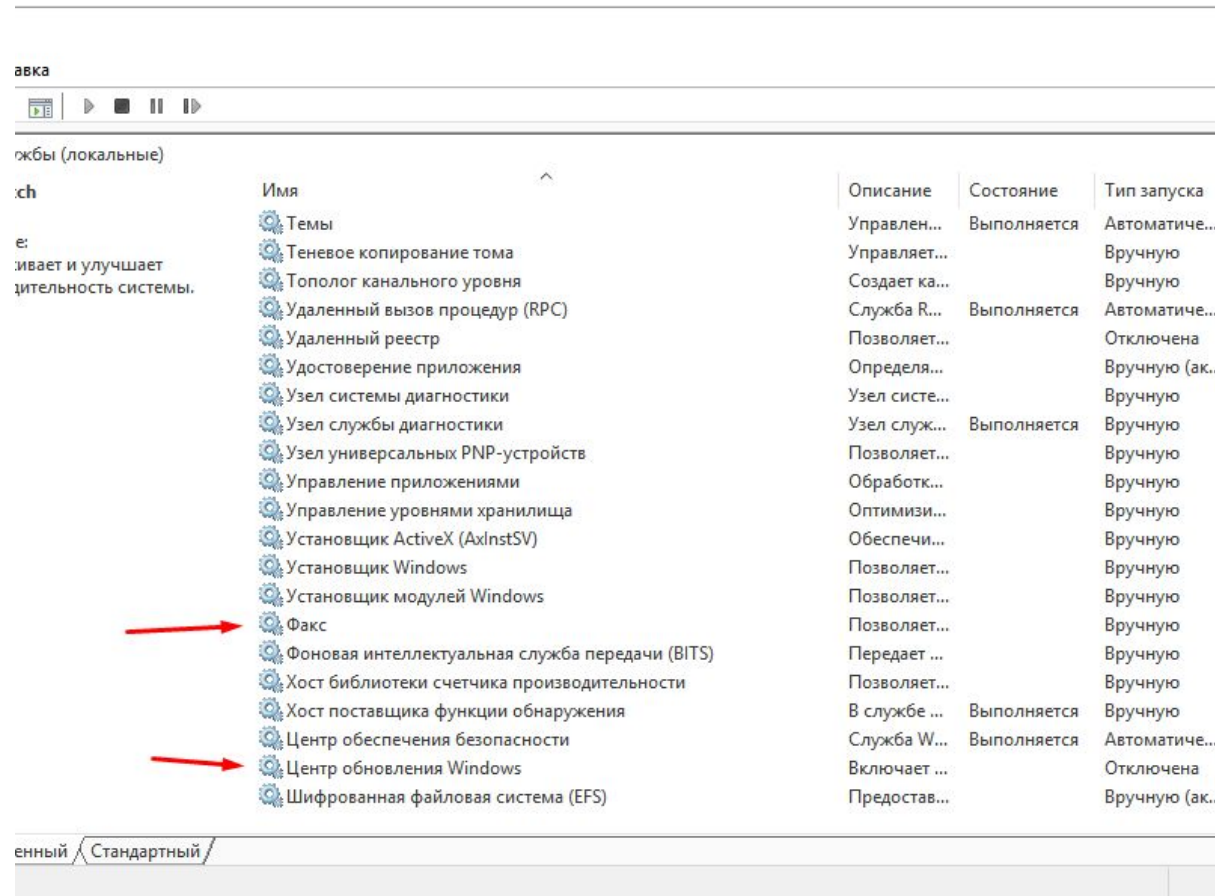 авка
жбы (локальные)
ch
е:
ивает и улучшает
дительность системы.
Имя Описание Состояние Тип запуска
Темы Управлен... Выполняется Автоматиче...
Теневое копирование тома Управляет... Вручную
Тополог канального уровня Создает ка... Вручную
Удаленный вызов процедур (RPC) Служба R... Выполняется Автоматиче...
Удаленный реестр Позволяет... Отключена
Удостоверение приложения Определя... Вручную (ак...
Узел системы диагностики Узел систе... Вручную
Узел службы диагностики Узел служ... Выполняется Вручную
Узел универсальных PNP-устройств Позволяет... Вручную
Управление приложениями Обработк... Вручную
Управление уровнями хранилища Оптимизи... Вручную
Установщик ActiveX (AxInstSV) Обеспечи... Вручную
Установщик Windows Позволяет... Вручную
Установщик модулей Windows Позволяет... Вручную
Факс Позволяет... Вручную
Фоновая интеллектуальная служба передачи (BITS) Передает ... Вручную
Хост библиотеки счетчика производительности Позволяет... Вручную
Хост поставщика функции обнаружения В службе ... Выполняется Вручную
Центр обеспечения безопасности Служба W... Выполняется Автоматиче...
Центр обновления Windows Включает ... Отключена
Шифрованная файловая система (EFS) Предостав... Вручную (ак...
енный Стандартный